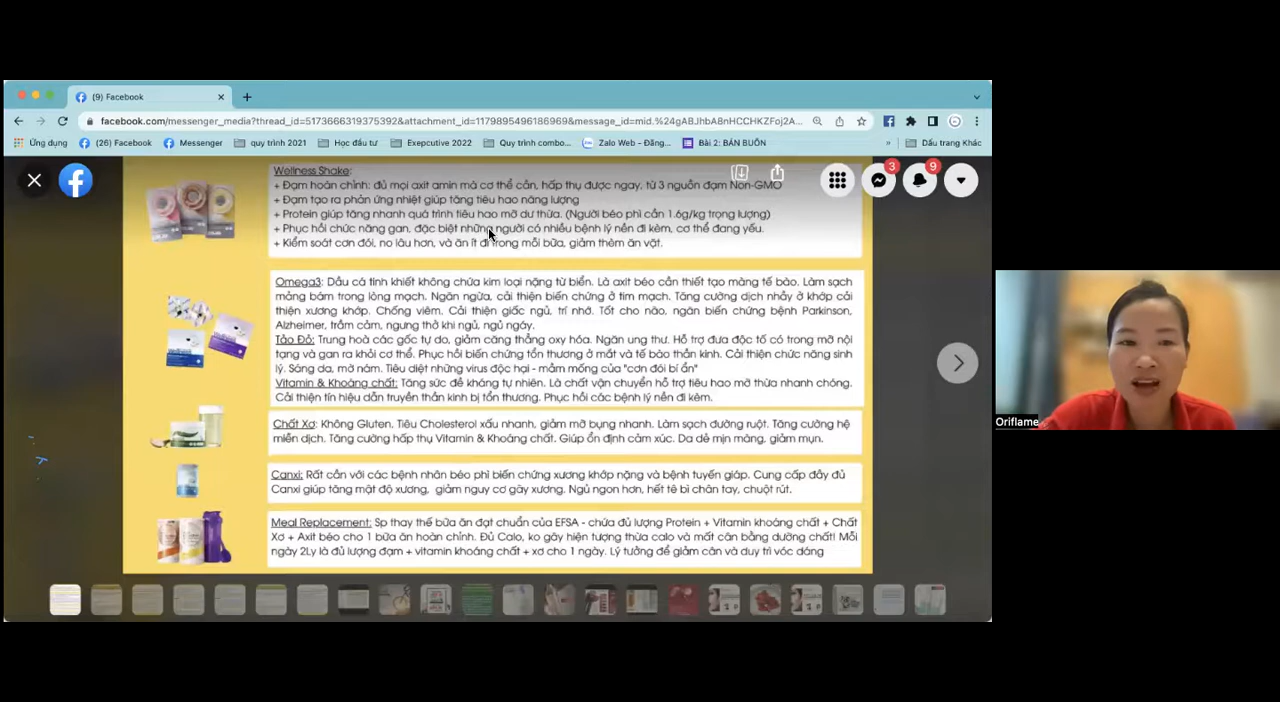 (9) Facebook
facebook.com/messenger_media?thread_id=5173666319375392&attachment_id=1179895496186969&message_id=mid.%24gABJhbA8nHCCHKZFoj2A...
Ứng dụng
(26) Facebook
Messenger
quy trình 2021
Học đầu tư
Exepcutive 2022
Quy trình combo...
Zalo Web - Đăng...
Bài 2: BÁN BUÔN
»
Dấu trang Khác
3
9
Wellness Shake:
+ Đạm hoàn chỉnh: đủ mọi axit amin mà cơ thể cần, hấp thụ được ngay, từ 3 nguồn đạm Non-GMO
+ Đạm tạo ra phản ứng nhiệt giúp tăng tiêu hao năng lượng
+ Protein giúp tăng nhanh quá trình tiêu hao mỡ dư thừa. (Người béo phì cần 1.6g/kg trọng lượng)
+ Phục hồi chức năng gan, đặc biệt những người có nhiều bệnh lý nền đi kèm, cơ thể đang yếu.
+ Kiểm soát cơn đói, no lâu hơn, và ăn ít đi trong mỗi bữa, giảm thèm ăn vặt.
Omega3: Dầu cá tinh khiết không chứa kim loại nặng từ biển. Là axit béo cần thiết tạo màng tế bào. Làm sạch
mảng bám trong lòng mạch. Ngăn ngừa, cải thiện biến chứng ở tim mạch. Tăng cường dịch nhầy ở khớp cải
thiện xương khớp. Chống viêm. Cải thiện giấc ngủ, trí nhớ. Tốt cho não, ngăn biến chứng bệnh Parkinson,
Alzheimer, trầm cảm, ngưng thở khi ngủ, ngủ ngáy.
Tảo Đỏ: Trung hoà các gốc tự do, giảm căng thẳng oxy hóa. Ngăn ung thư. Hỗ trợ đưa độc tố có trong mỡ nội
tạng và gan ra khỏi cơ thể. Phục hồi biến chứng tổn thương ở mắt và tế bào thần kinh. Cải thiện chức năng sinh
lý. Sáng da, mờ nám. Tiêu diệt những virus độc hại - mầm mống của "cơn đói bí ẩn"
Vitamin & Khoáng chất: Tăng sức đề kháng tự nhiên. Là chất vận chuyển hỗ trợ tiêu hao mỡ thừa nhanh chóng.
Cải thiện tín hiệu dẫn truyền thần kinh bị tổn thương. Phục hồi các bệnh lý nền đi kèm.
Chất Xơ: Không Gluten. Tiêu Cholesterol xấu nhanh, giảm mỡ bụng nhanh. Làm sạch đường ruột. Tăng cường hệ
miễn dịch. Tăng cường hấp thụ Vitamin & Khoáng chất. Giúp ổn định cảm xúc. Da dẻ mịn màng, giảm mụn.
Canxi: Rất cần với các bệnh nhân béo phì biến chứng xương khớp nặng và bệnh tuyến giáp. Cung cấp đầy đủ
Canxi giúp tăng mật độ xương, giảm nguy cơ gãy xương. Ngủ ngon hơn, hết tê bì chân tay, chuột rút.
Meal Replacement: Sp thay thế bữa ăn đạt chuẩn của EFSA - chứa đủ lượng Protein + Vitamin khoáng chất + Chất
Xơ + Axit béo cho 1 bữa ăn hoàn chỉnh. Đủ Calo, ko gây hiện tượng thừa calo và mất cân bằng dưỡng chất! Mỗi
ngày 2Ly là đủ lượng đạm + vitamin khoáng chất + xơ cho 1 ngày. Lý tưởng để giảm cân và duy trì vóc dáng
Oriflame